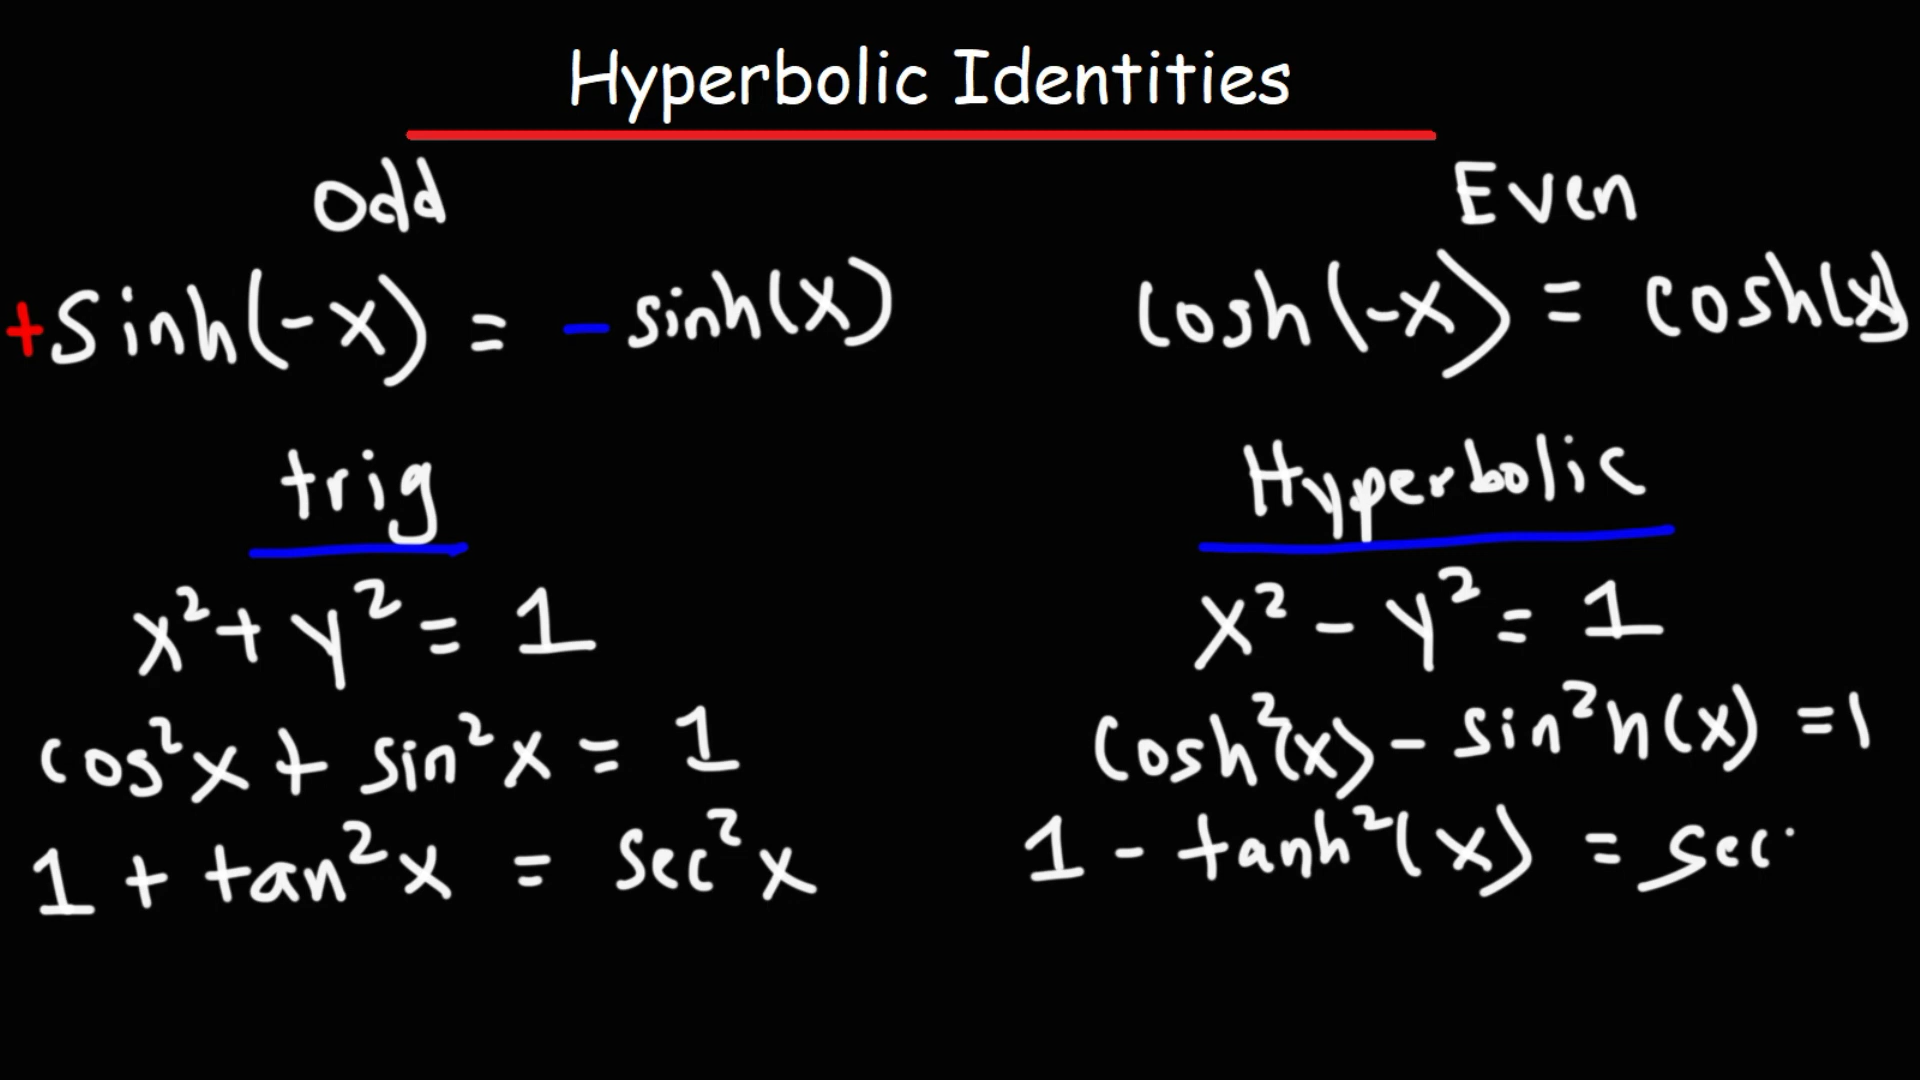 Hyperbolic Identities
Odd
Even
+Sinh(-x) = - sinh(x)
Cosh(-x) = cosh(x)
trig
Hyperbolic
x² + y² = 1
x² - y² = 1
cos²x + sin²x = 1
Cosh²(x) - sin²h(x) = 1
1 + tan²x = sec²x
1 - tanh²(x) = sec